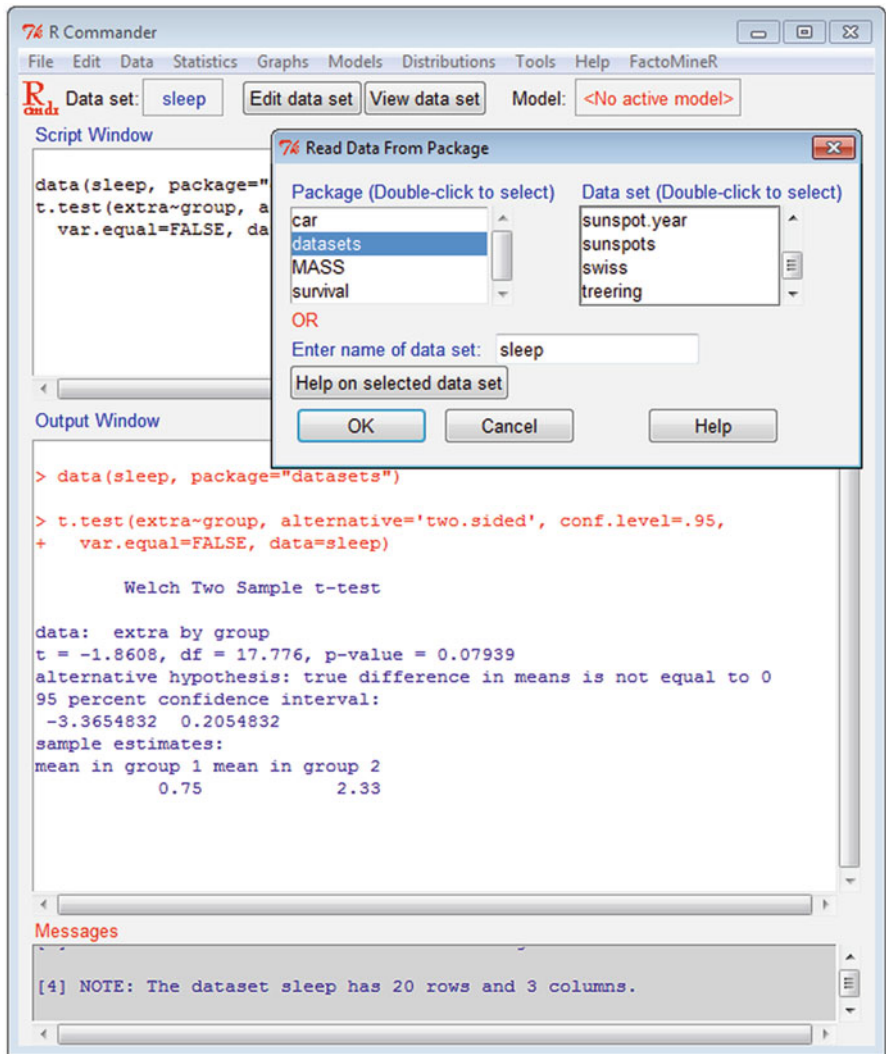 R Commander
File Edit Data Statistics Graphs Models Distributions Tools Help FactoMineR
R cmdr Data set: sleep Edit data set View data set Model: <No active model>
Script Window
data(sleep, package="
t.test(extra~group, a
  var.equal=FALSE, da
Read Data From Package
Package (Double-click to select) Data set (Double-click to select)
car sunspot.year
datasets sunspots
MASS swiss
survival treering
OR
Enter name of data set: sleep
Help on selected data set
OK Cancel Help
Output Window
> data(sleep, package="datasets")
> t.test(extra~group, alternative='two.sided', conf.level=.95,
+   var.equal=FALSE, data=sleep)
Welch Two Sample t-test
data:  extra by group
t = -1.8608, df = 17.776, p-value = 0.07939
alternative hypothesis: true difference in means is not equal to 0
95 percent confidence interval:
 -3.3654832  0.2054832
sample estimates:
mean in group 1 mean in group 2
           0.75            2.33
Messages
[4] NOTE: The dataset sleep has 20 rows and 3 columns.